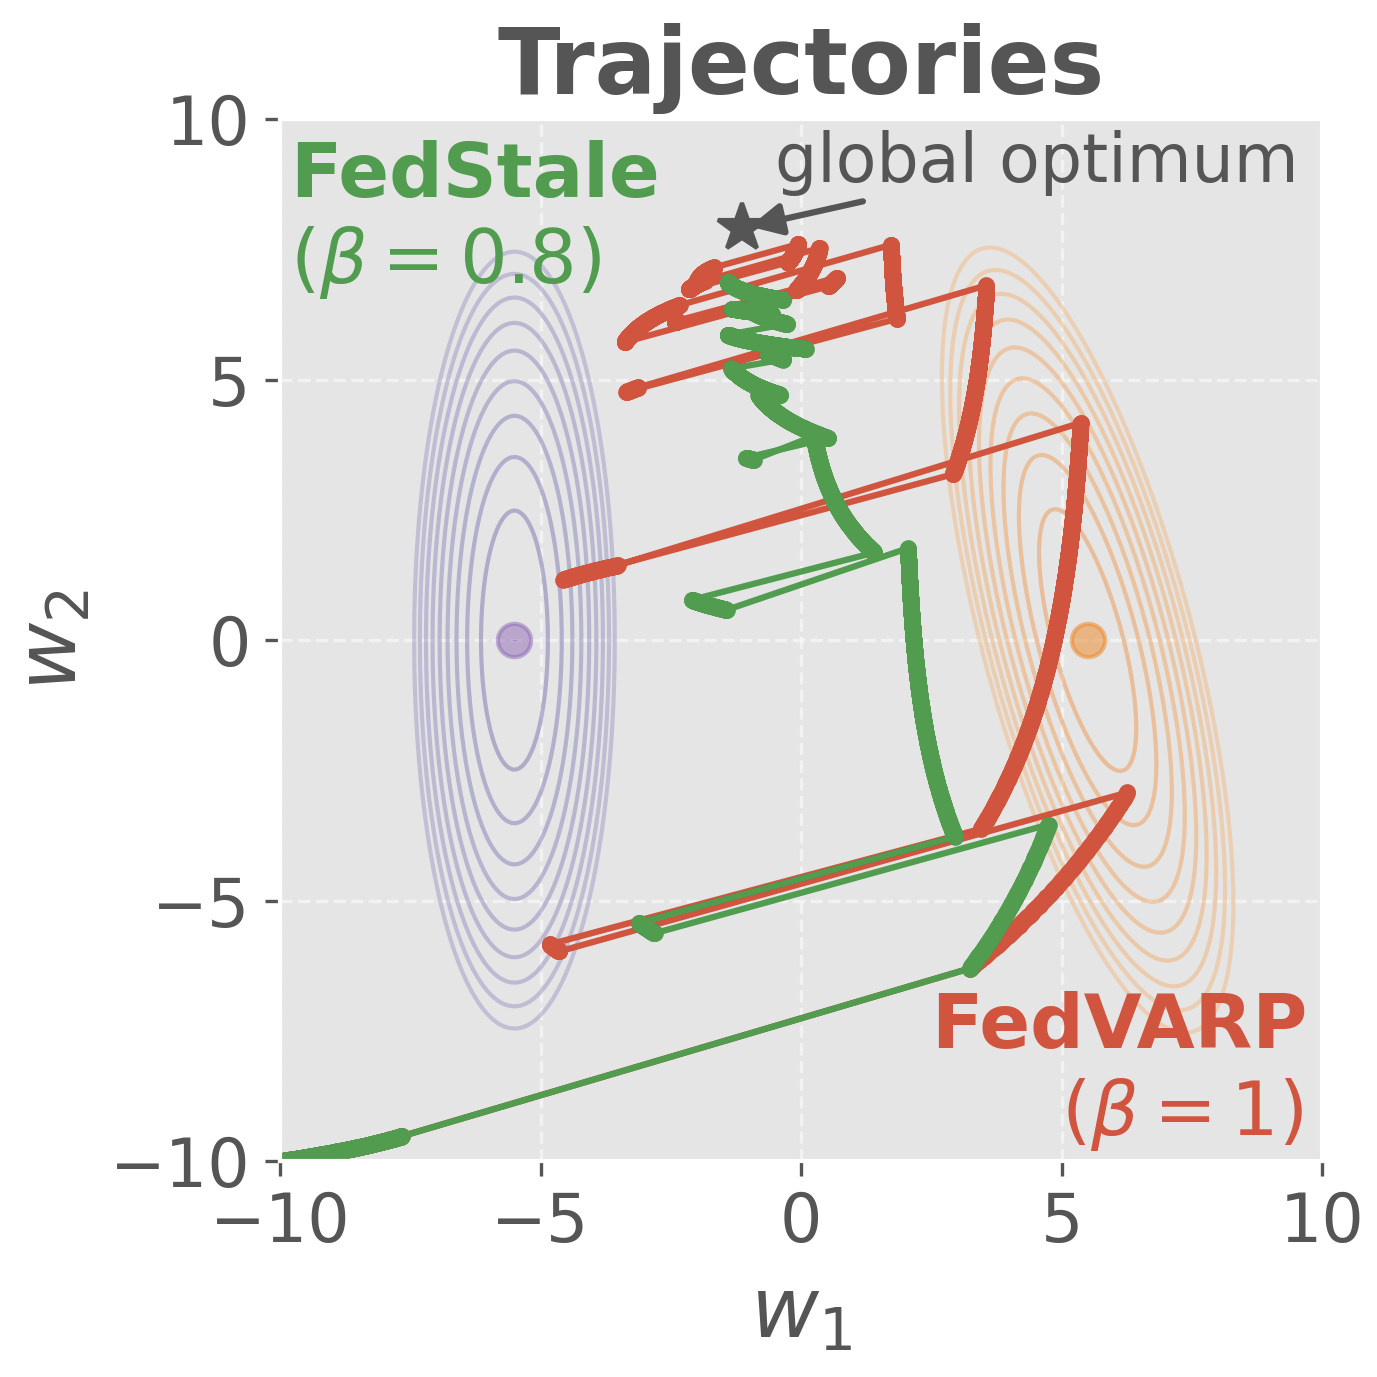 Trajectories
FedStale
(β = 0.8)
global optimum
FedVARP
(β = 1)
10
5
0
−5
−10
−10
−5
0
5
10
w₂
w₁